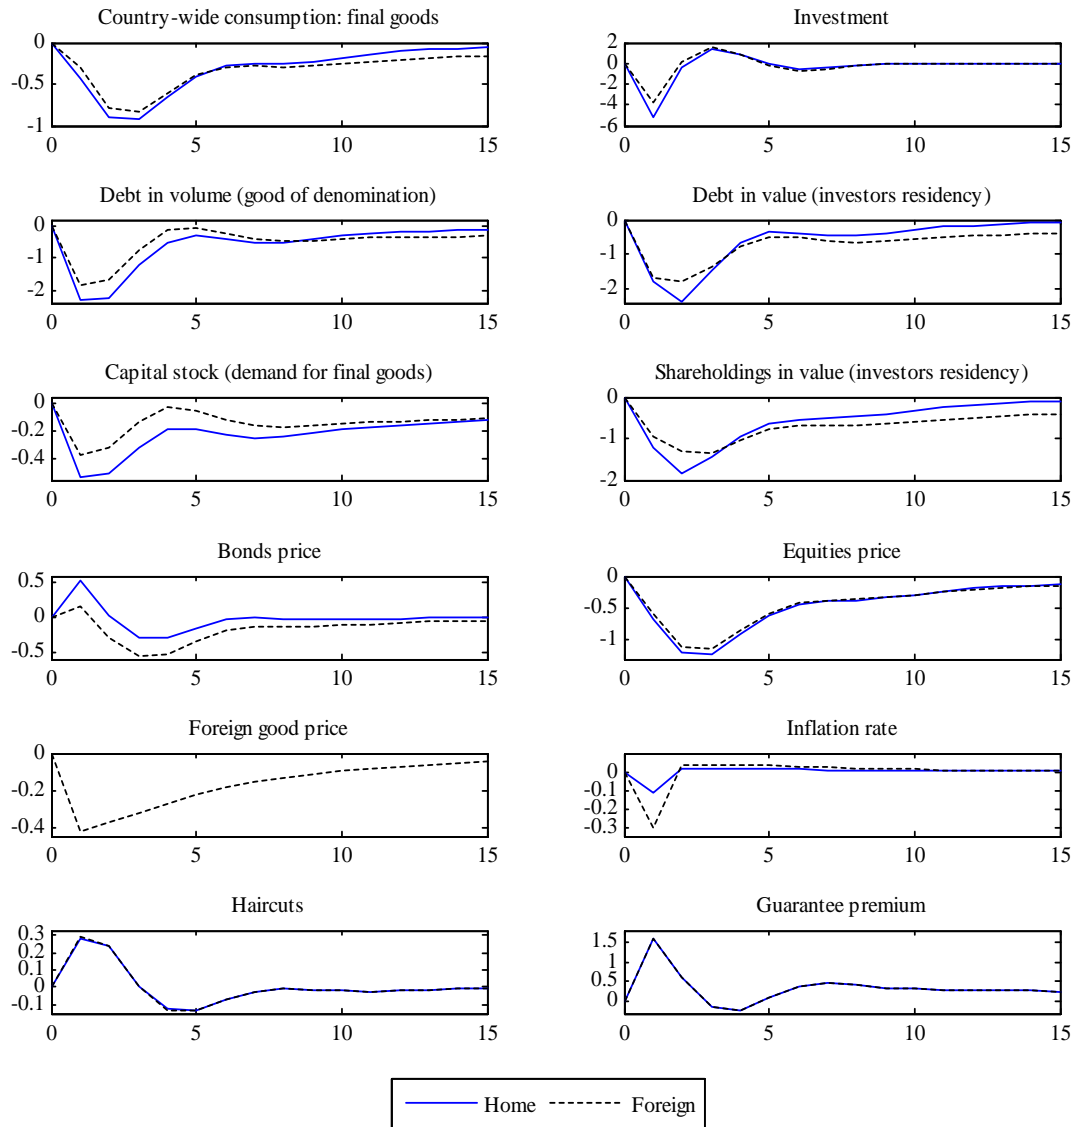 Country-wide consumption: final goods
0
-0.5
-1
0 5 10 15
Investment
2
0
-2
-4
-6
0 5 10 15
Debt in volume (good of denomination)
0
-1
-2
0 5 10 15
Debt in value (investors residency)
0
-1
-2
0 5 10 15
Capital stock (demand for final goods)
0
-0.2
-0.4
0 5 10 15
Shareholdings in value (investors residency)
0
-1
-2
0 5 10 15
Bonds price
0.5
0
-0.5
0 5 10 15
Equities price
0
-0.5
-1
0 5 10 15
Foreign good price
0
-0.2
-0.4
0 5 10 15
Inflation rate
0
-0.1
-0.2
-0.3
0 5 10 15
Haircuts
0.3
0.2
0.1
0
-0.1
0 5 10 15
Guarantee premium
1.5
1
0.5
0
0 5 10 15
Home Foreign